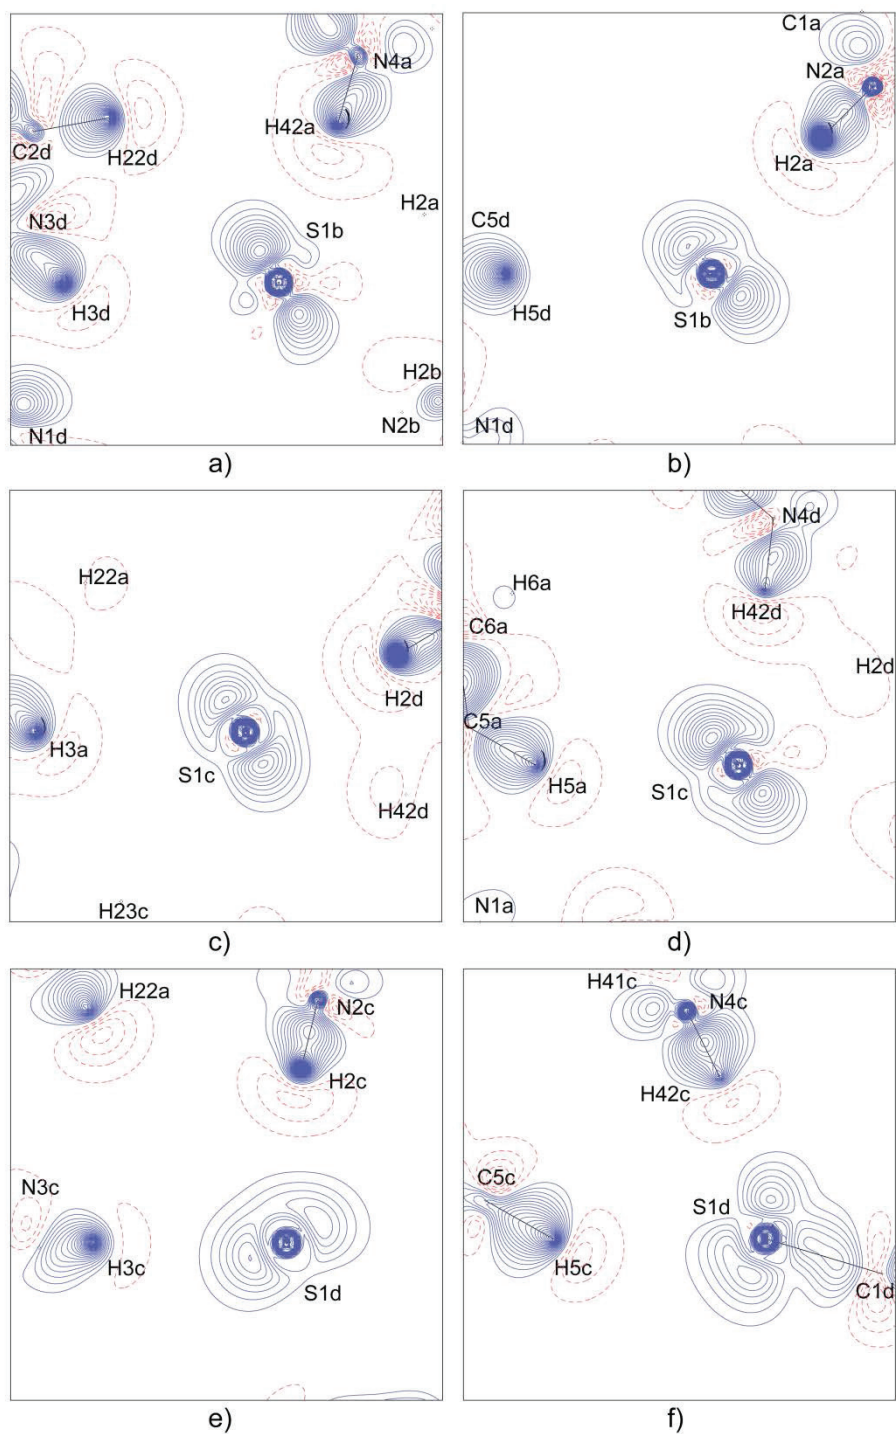 N4a
H42a
C2d
H22d
H2a
N3d
S1b
H3d
H2b
N2b
N1d
a)
C1a
N2a
H2a
C5d
H5d
S1b
N1d
b)
H22a
H2d
H3a
S1c
H42d
H23c
c)
N4d
H6a
H42d
C6a
H2d
C5a
S1c
H5a
N1a
d)
H22a
N2c
H2c
N3c
H3c
S1d
e)
H41c
N4c
H42c
C5c
S1d
H5c
C1d
f)